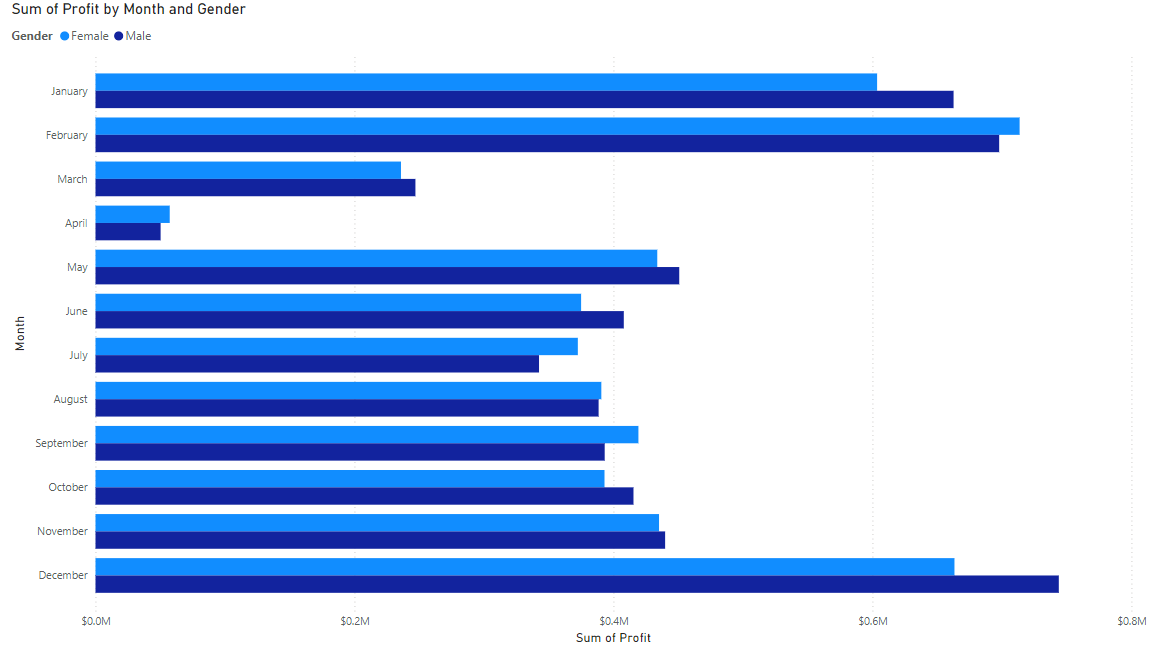 Sum of Profit by Month and Gender
Gender Female Male
January
February
March
April
May
June
July
August
September
October
November
December
Month
$0.0M $0.2M $0.4M $0.6M $0.8M
Sum of Profit